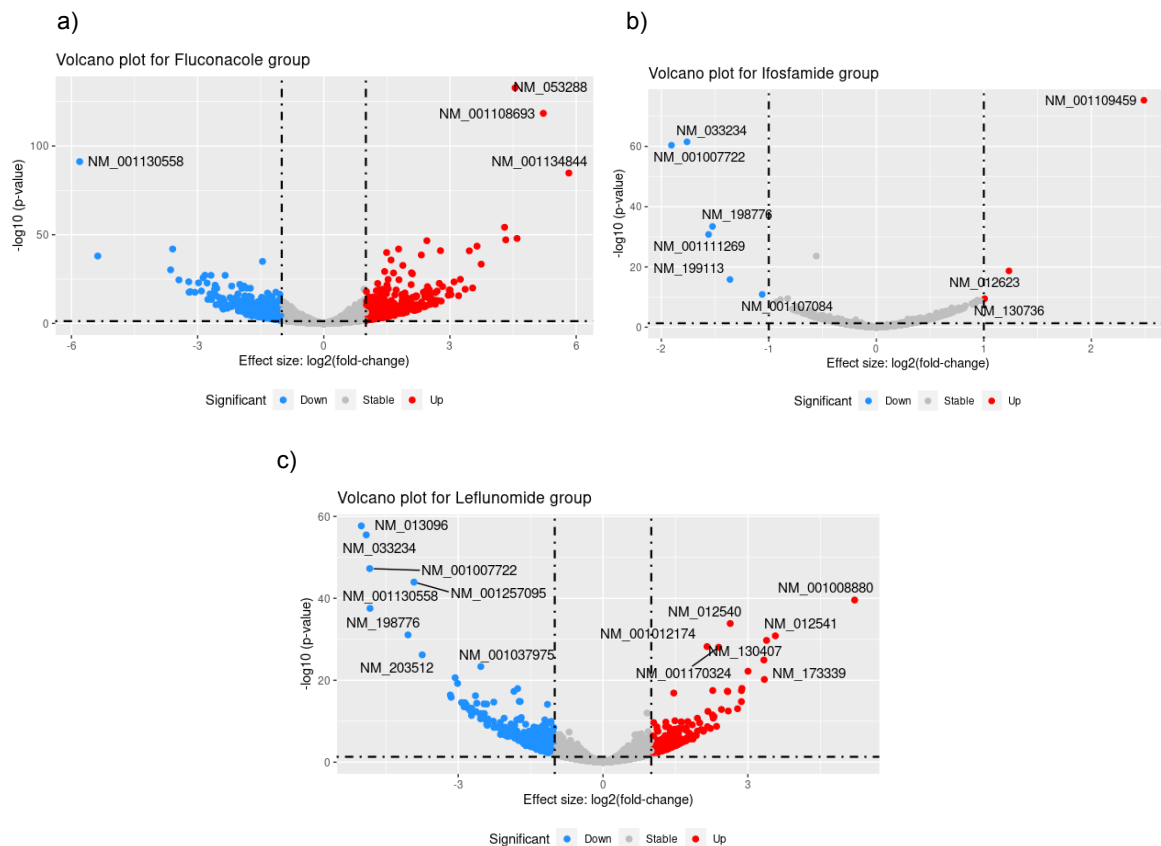 a)
Volcano plot for Fluconacole group
NM_053288
NM_001108693
NM_001130558
NM_001134844
100
50
0
-log10 (p-value)
-6
-3
0
3
6
Effect size: log2(fold-change)
Significant Down Stable Up
b)
Volcano plot for Ifosfamide group
NM_001109459
NM_033234
NM_001007722
NM_198776
NM_001111269
NM_199113
NM_001107084
NM_012623
NM_130736
80
60
40
20
0
-log10 (p-value)
-2
-1
0
1
2
Effect size: log2(fold-change)
Significant Down Stable Up
c)
Volcano plot for Leflunomide group
NM_013096
NM_033234
NM_001007722
NM_001257095
NM_001130558
NM_198776
NM_203512
NM_001037975
NM_001008880
NM_012540
NM_012541
NM_001012174
NM_130407
NM_001170324
NM_173339
60
40
20
0
-log10 (p-value)
-3
0
3
Effect size: log2(fold-change)
Significant Down Stable Up